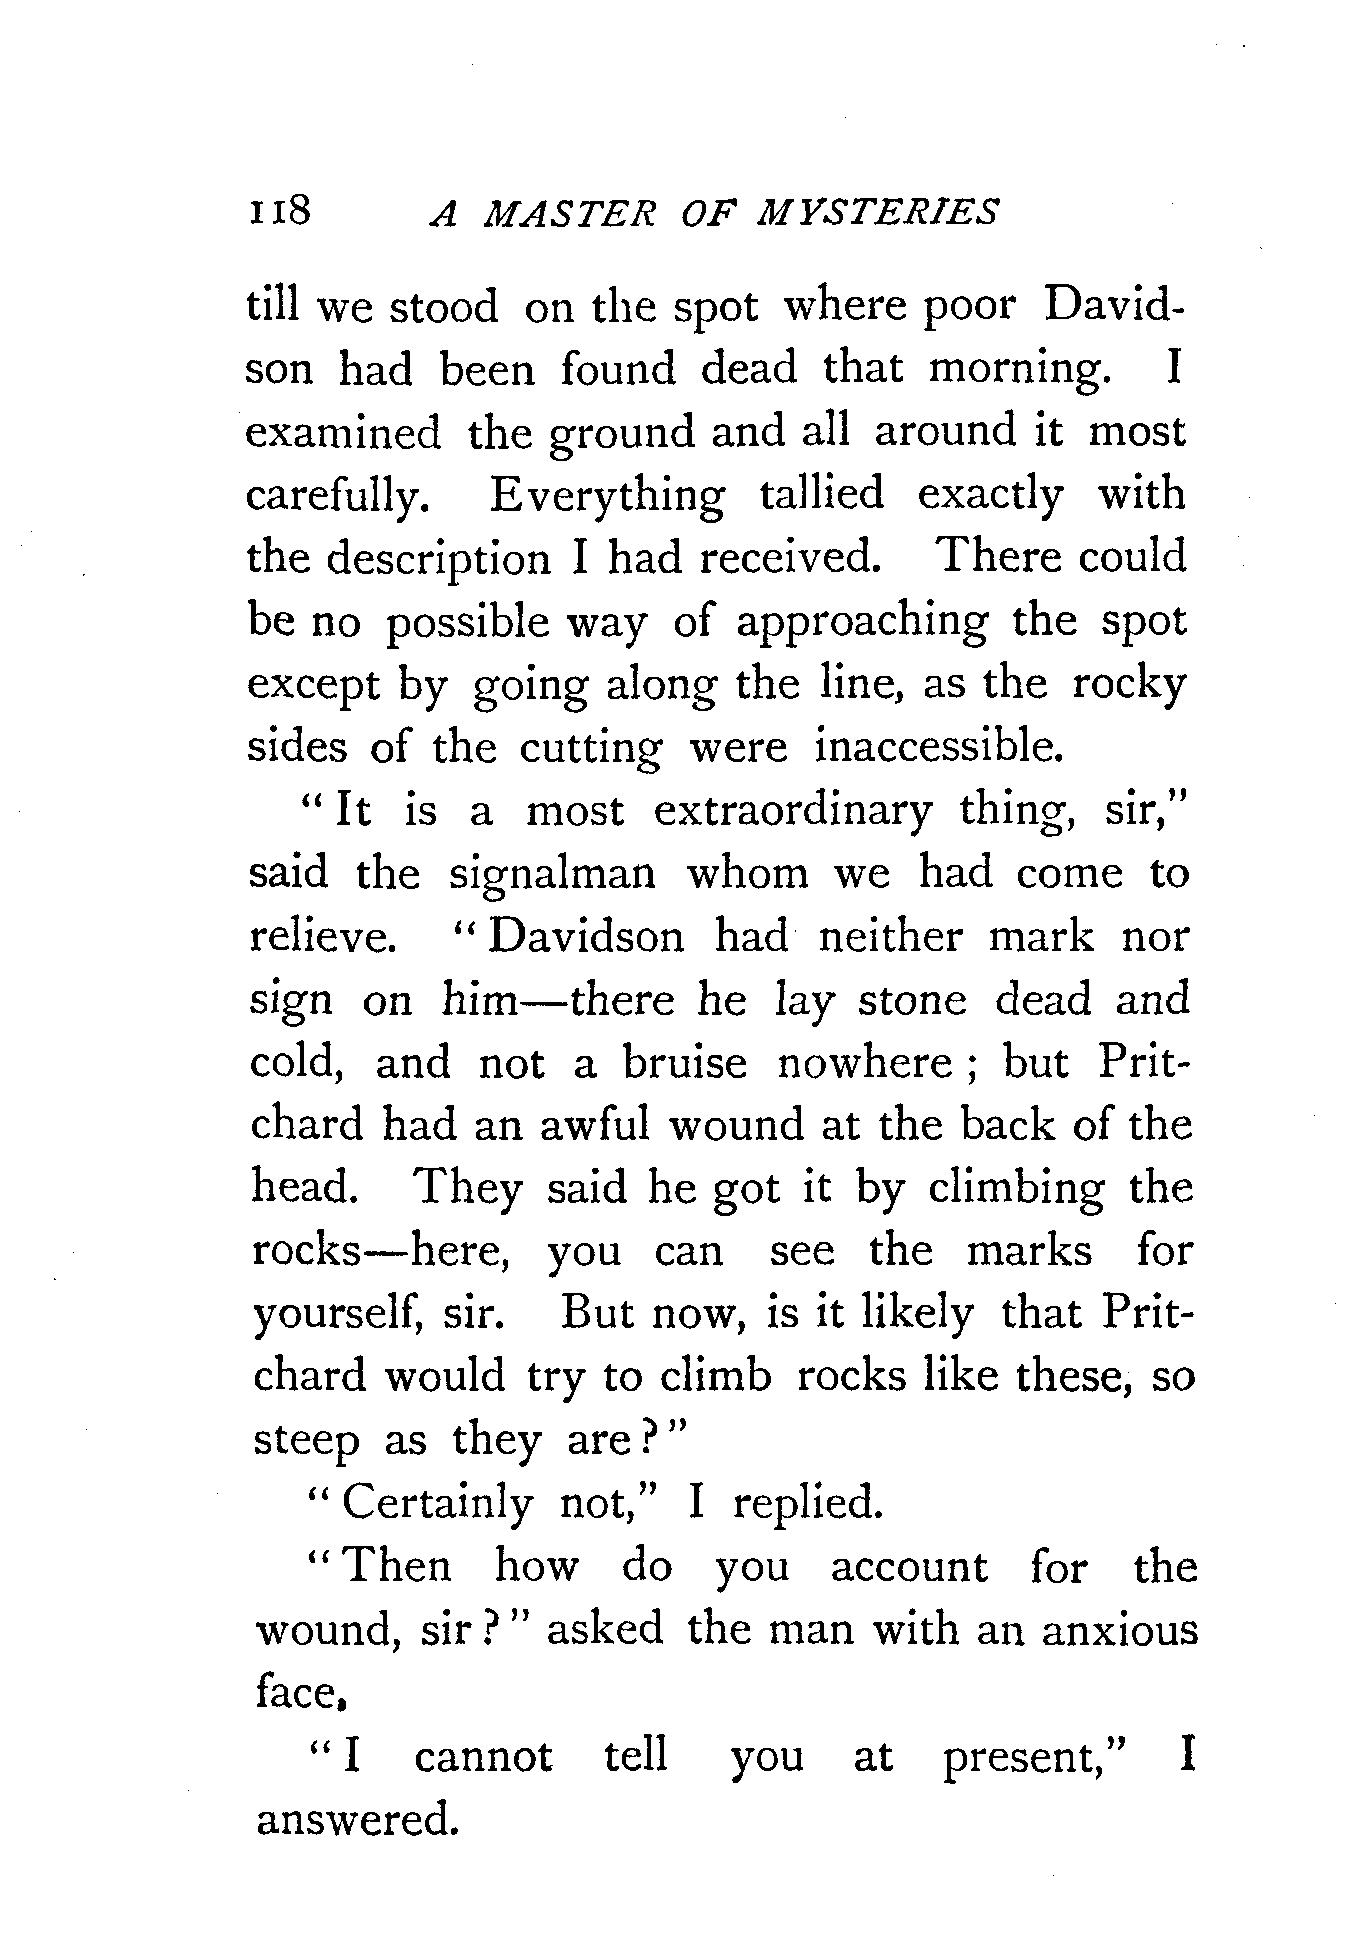 118 A MASTER OF MYSTERIES
till we stood on the spot where poor David-
son had been found dead that morning. I
examined the ground and all around it most
carefully. Everything tallied exactly with
the description I had received. There could
be no possible way of approaching the spot
except by going along the line, as the rocky
sides of the cutting were inaccessible.
“ It is a most extraordinary thing, sir,”
said the signalman whom we had come to
relieve. “ Davidson had neither mark nor
sign on him—there he lay stone dead and
cold, and not a bruise nowhere ; but Prit-
chard had an awful wound at the back of the
head. They said he got it by climbing the
rocks—here, you can see the marks for
yourself, sir. But now, is it likely that Prit-
chard would try to climb rocks like these, so
steep as they are ? ”
“ Certainly not,” I replied.
“ Then how do you account for the
wound, sir ? ” asked the man with an anxious
face.
“ I cannot tell you at present,” I
answered.